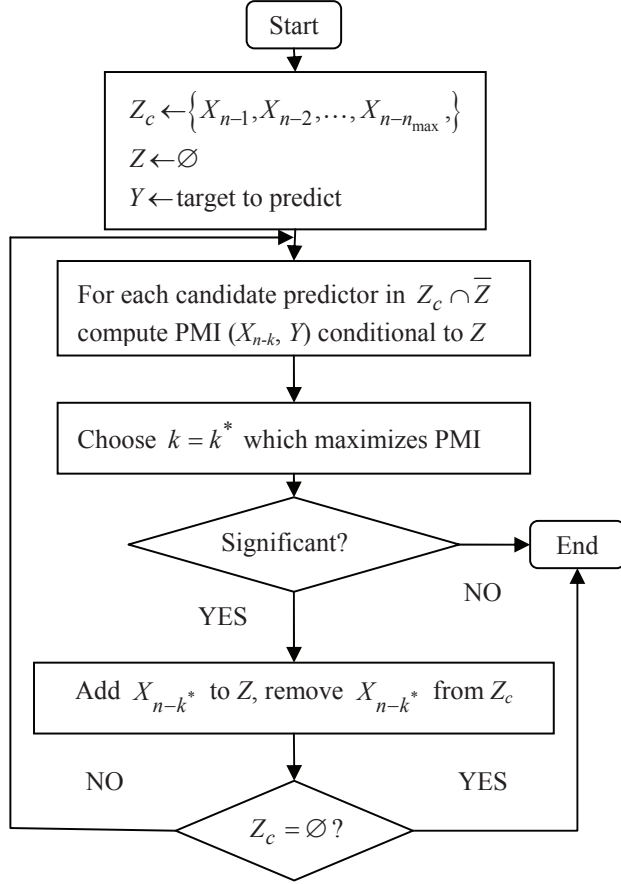 Start
Z_c ← {X_{n−1}, X_{n−2}, …, X_{n−n_max},}
Z ← ∅
Y ← target to predict
For each candidate predictor in Z_c ∩ Z̅
compute PMI (X_{n-k}, Y) conditional to Z
Choose k = k* which maximizes PMI
Significant?
End
NO
YES
Add X_{n−k*} to Z, remove X_{n−k*} from Z_c
NO
YES
Z_c = ∅ ?